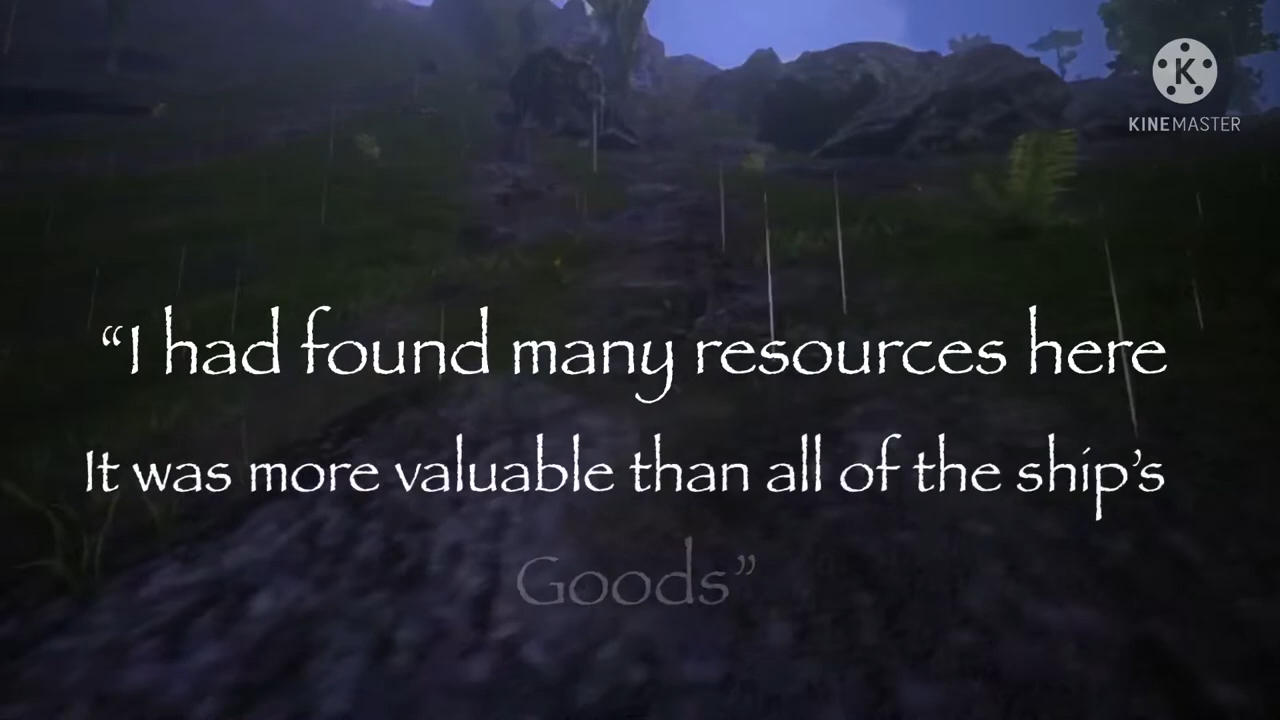 K
KINEMASTER
“I had found many resources here
It was more valuable than all of the ship’s
Goods”